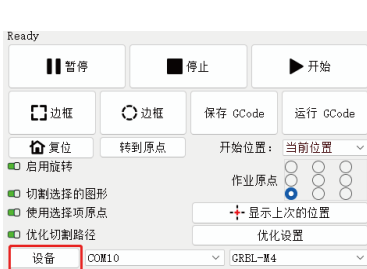 Ready
暂停 停止 开始
边框 边框 保存 GCode 运行 GCode
复位 转到原点 开始位置： 当前位置
启用旋转
作业原点
切割选择的图形
使用选择项原点 显示上次的位置
优化切割路径 优化设置
设备 COM10 GRBL-M4